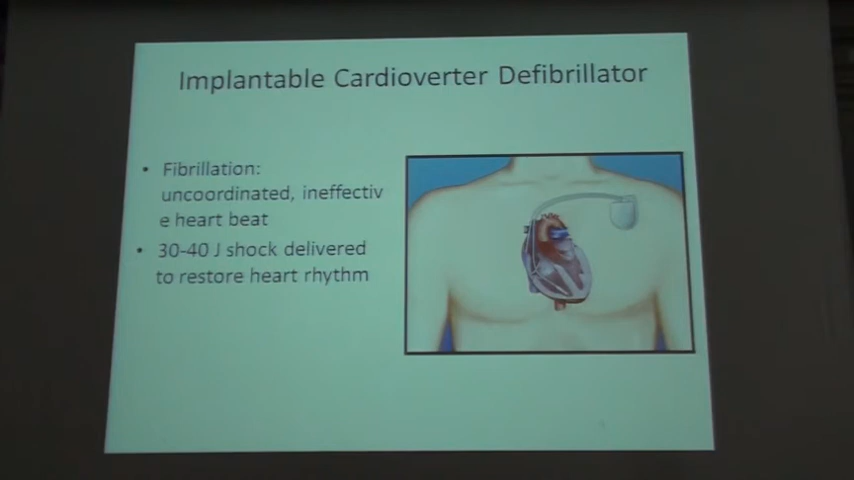 Implantable Cardioverter Defibrillator
• Fibrillation:
uncoordinated, ineffectiv
e heart beat
• 30-40 J shock delivered
to restore heart rhythm